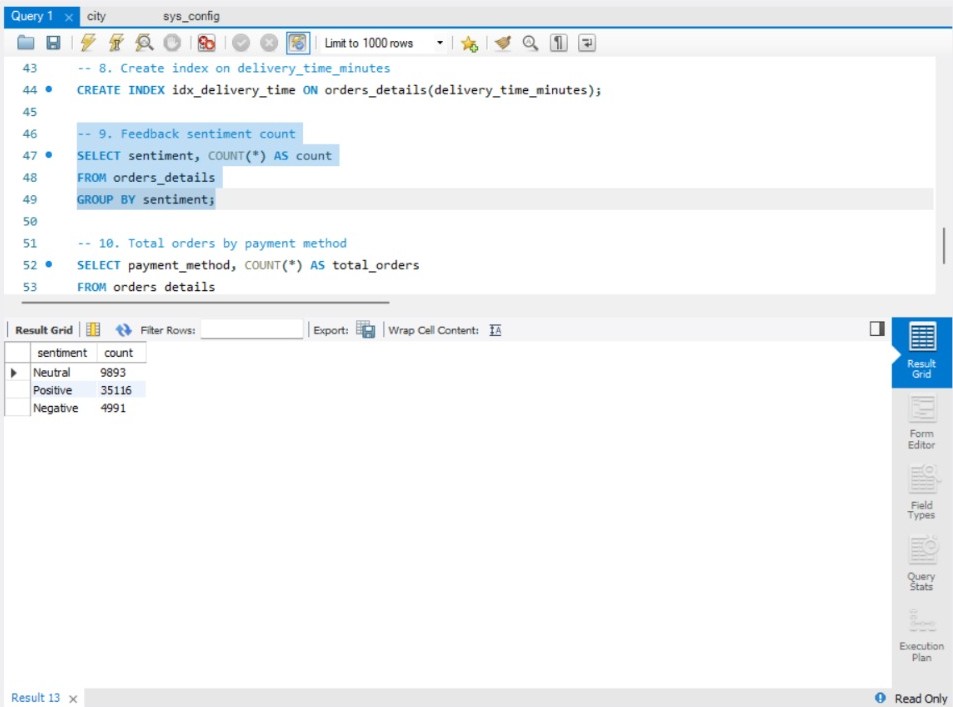 Query 1 × city sys_config
Limit to 1000 rows
43 -- 8. Create index on delivery_time_minutes
44 CREATE INDEX idx_delivery_time ON orders_details(delivery_time_minutes);
45
46 -- 9. Feedback sentiment count
47 SELECT sentiment, COUNT(*) AS count
48 FROM orders_details
49 GROUP BY sentiment;
50
51 -- 10. Total orders by payment method
52 SELECT payment_method, COUNT(*) AS total_orders
53 FROM orders details
Result Grid Filter Rows: Export: Wrap Cell Content: IA
sentiment count
Neutral 9893
Positive 35116
Negative 4991
Result
Grid
Form
Editor
Field
Types
Query
Stats
Execution
Plan
Result 13 × Read Only